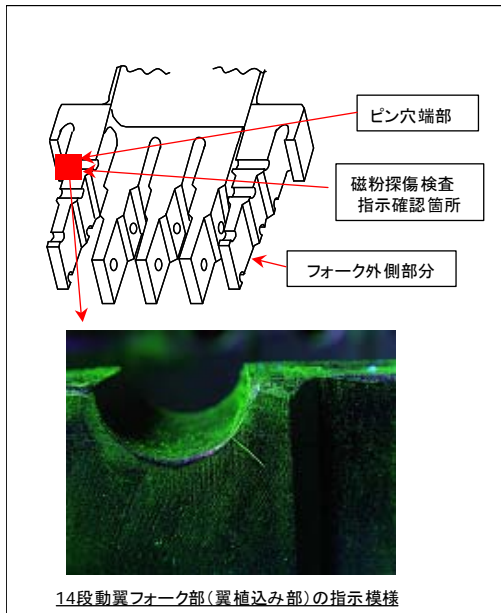 ピン穴端部
磁粉探傷検査
指示確認箇所
フォーク外側部分
14段動翼フォーク部(翼植込み部)の指示模様